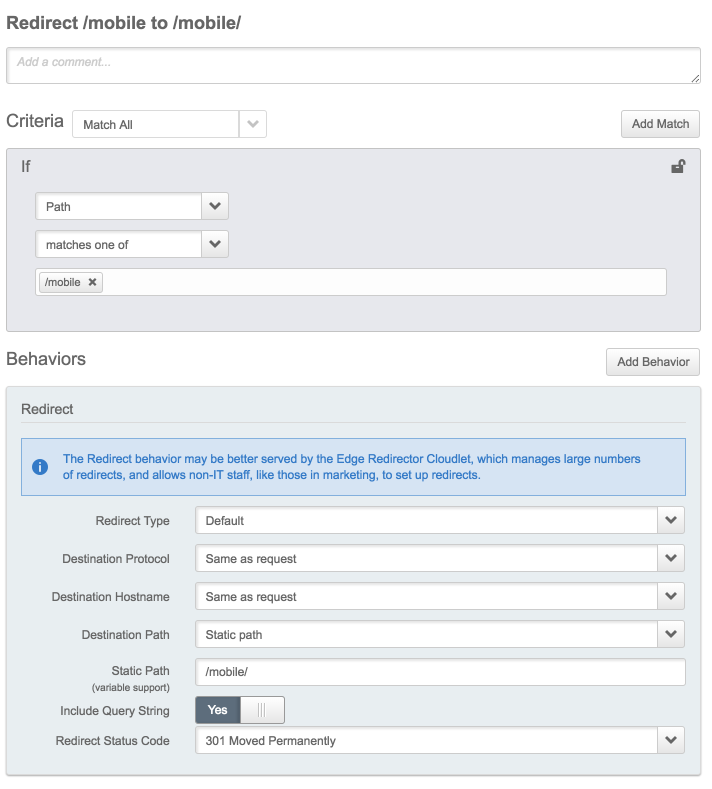 Redirect /mobile to /mobile/
Add a comment...
Criteria
Match All
Add Match
If
Path
matches one of
/mobile
Behaviors
Add Behavior
Redirect
The Redirect behavior may be better served by the Edge Redirector Cloudlet, which manages large numbers
of redirects, and allows non-IT staff, like those in marketing, to set up redirects.
Redirect Type Default
Destination Protocol Same as request
Destination Hostname Same as request
Destination Path Static path
Static Path /mobile/
(variable support)
Include Query String Yes
Redirect Status Code 301 Moved Permanently